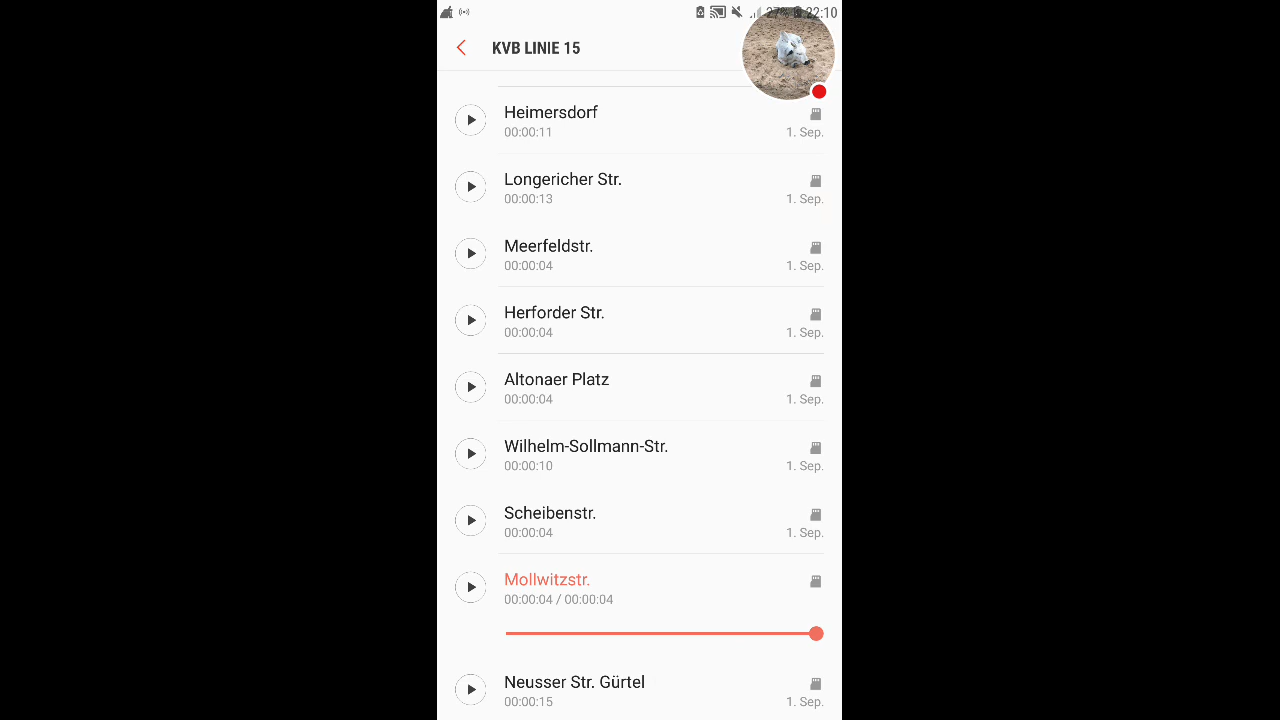 27% 22:10
KVB LINIE 15
Heimersdorf
00:00:11
1. Sep.
Longericher Str.
00:00:13
1. Sep.
Meerfeldstr.
00:00:04
1. Sep.
Herforder Str.
00:00:04
1. Sep.
Altonaer Platz
00:00:04
1. Sep.
Wilhelm-Sollmann-Str.
00:00:10
1. Sep.
Scheibenstr.
00:00:04
1. Sep.
Mollwitzstr.
00:00:04 / 00:00:04
Neusser Str. Gürtel
00:00:15
1. Sep.